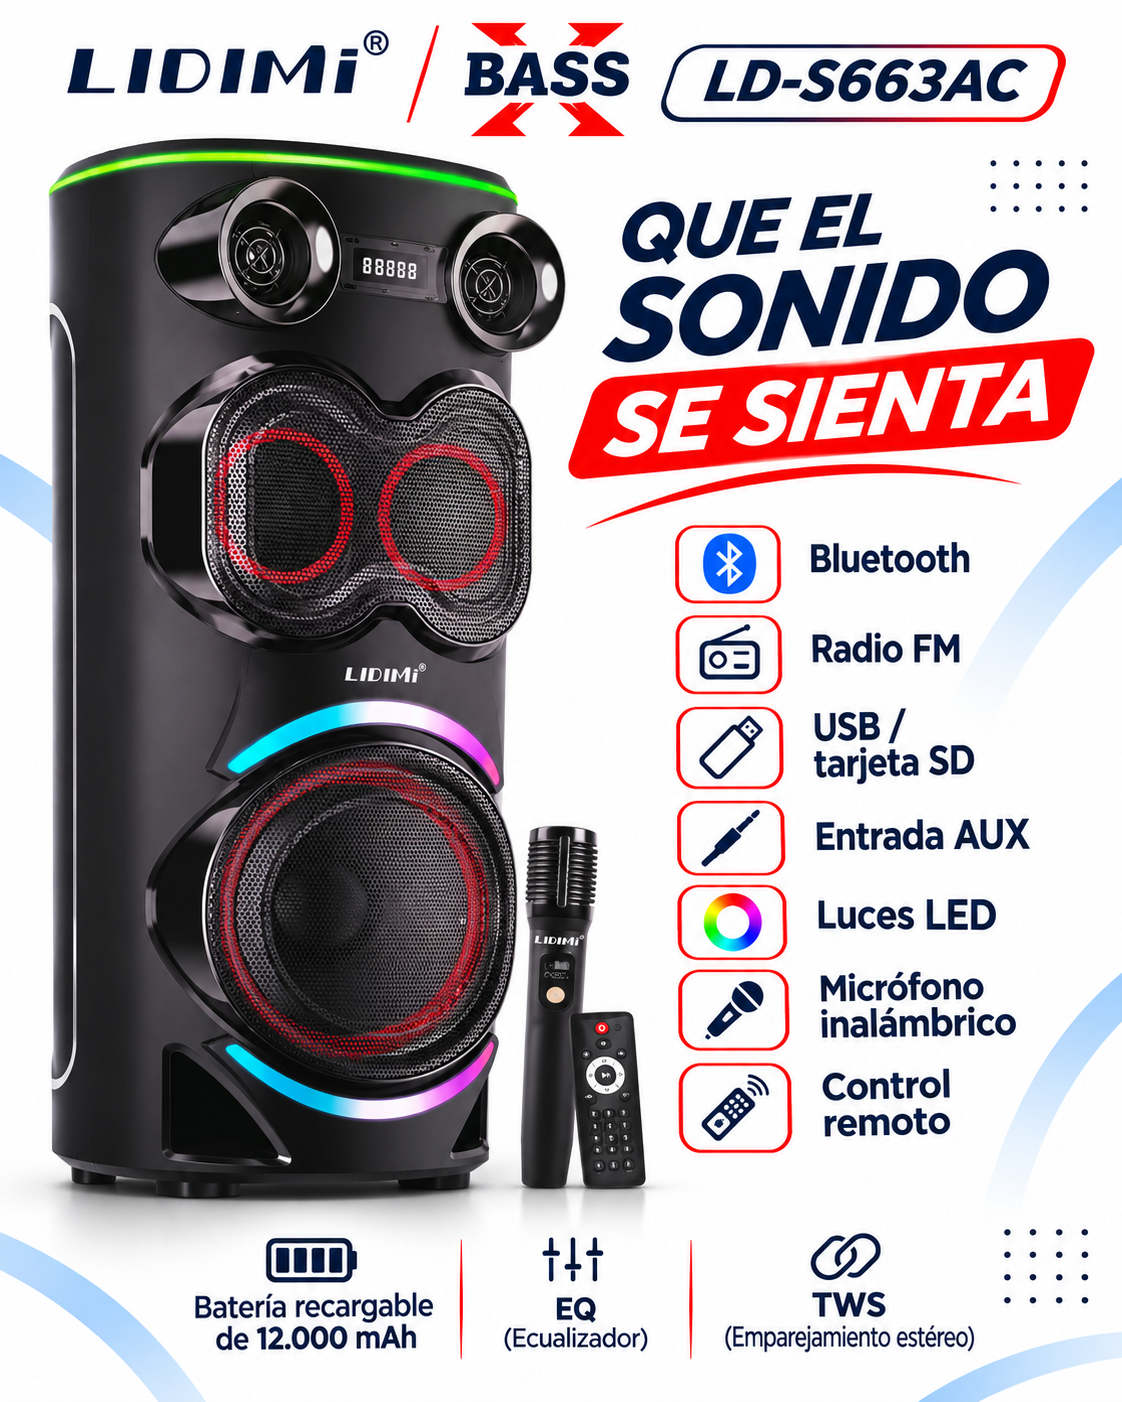 LIDIMi®
BASS
LD-S663AC
QUE EL
SONIDO
SE SIENTA
88888
LIDIMi®
LIDIMi®
Bluetooth
Radio FM
USB /
tarjeta SD
Entrada AUX
Luces LED
Micrófono
inalámbrico
Control
remoto
Batería recargable
de 12.000 mAh
EQ
(Ecualizador)
TWS
(Emparejamiento estéreo)